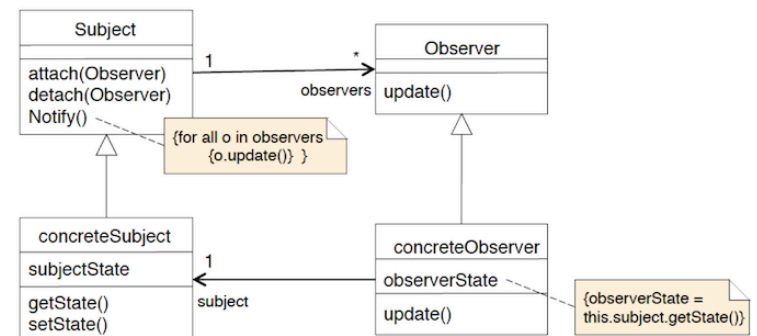 Subject
attach(Observer)
detach(Observer)
Notify()
1
*
observers
Observer
update()
{for all o in observers
{o.update()} }
concreteSubject
subjectState
getState()
setState()
1
subject
concreteObserver
observerState
update()
{observerState =
this.subject.getState()}